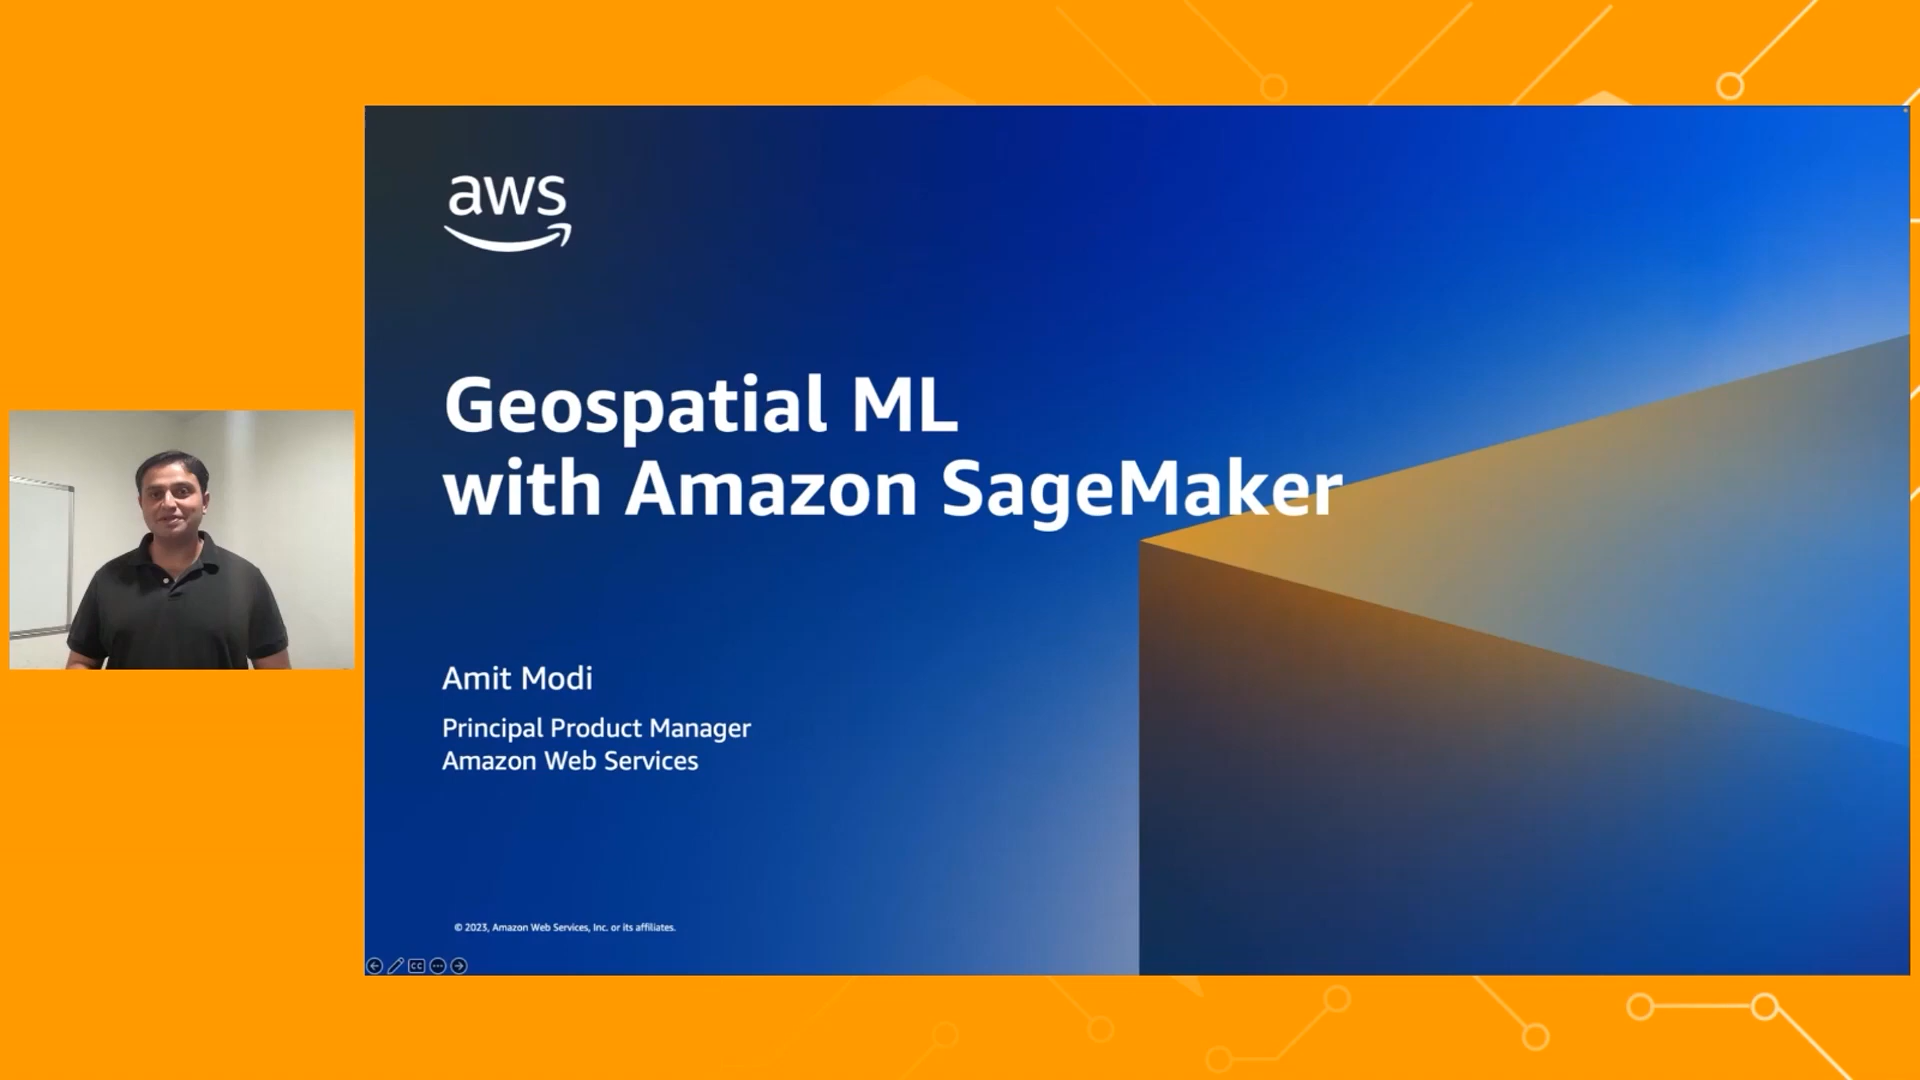 aws
Geospatial ML
with Amazon SageMaker
Amit Modi
Principal Product Manager
Amazon Web Services
© 2023, Amazon Web Services, Inc. or its affiliates.
CC